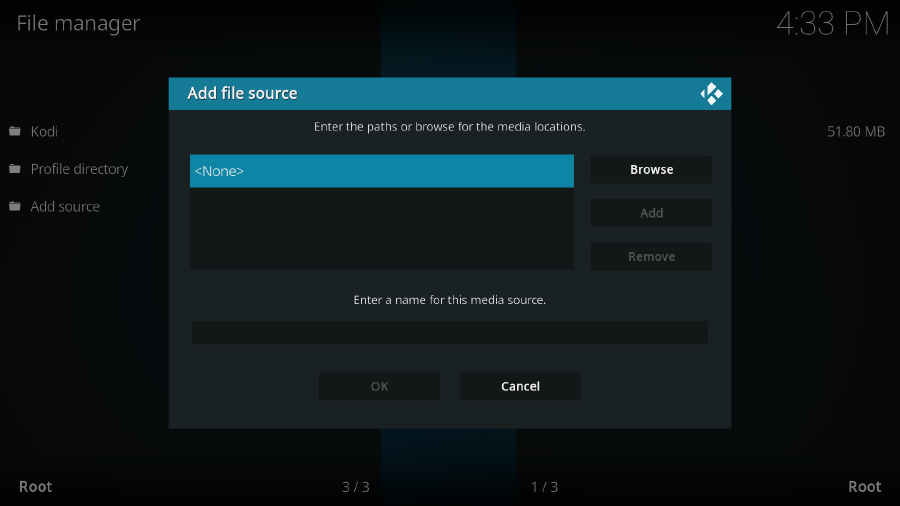 File manager
4:33 PM
Add file source
Enter the paths or browse for the media locations.
Kodi
51.80 MB
<None>
Browse
Profile directory
Add source
Add
Remove
Enter a name for this media source.
OK
Cancel
Root
3 / 3
1 / 3
Root